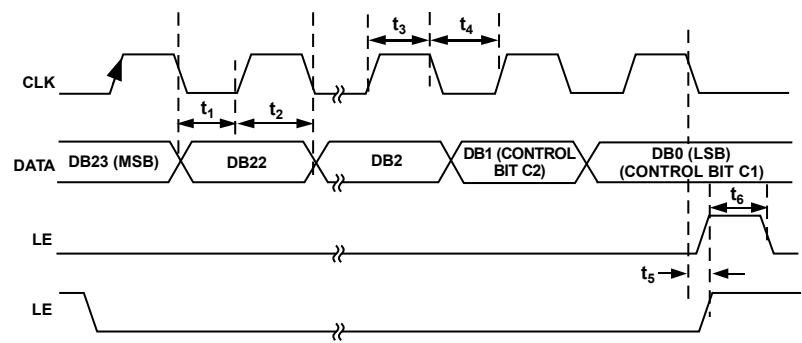 t3
t4
CLK
t1
t2
DATA
DB23 (MSB)
DB22
DB2
DB1 (CONTROL
BIT C2)
DB0 (LSB)
(CONTROL BIT C1)
t6
LE
t5
LE